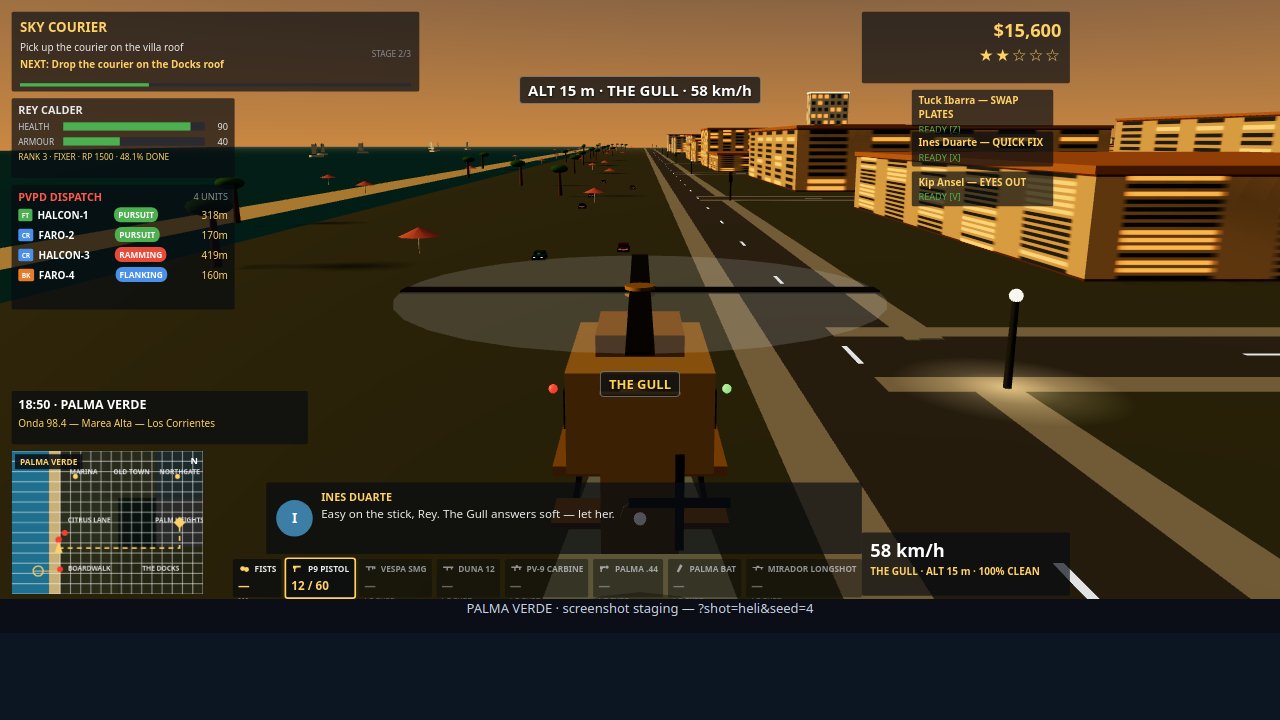 SKY COURIER
Pick up the courier on the villa roof
STAGE 2/3
NEXT: Drop the courier on the Docks roof
$15,600
★★☆☆☆
ALT 15 m · THE GULL · 58 km/h
REY CALDER
HEALTH 90
ARMOUR 40
RANK 3 · FIXER · RP 1500 · 48.1% DONE
Tuck Ibarra — SWAP
PLATES
READY [Z]
Ines Duarte — QUICK FIX
READY [X]
Kip Ansel — EYES OUT
READY [V]
PVPD DISPATCH 4 UNITS
FT HALCON-1 PURSUIT 318m
CR FARO-2 PURSUIT 170m
CR HALCON-3 RAMMING 419m
BK FARO-4 FLANKING 160m
THE GULL
18:50 · PALMA VERDE
Onda 98.4 — Marea Alta — Los Corrientes
PALMA VERDE
N
MARINA OLD TOWN NORTHGATE
CITRUS LANE
BOARDWALK THE DOCKS
INES DUARTE
I
Easy on the stick, Rey. The Gull answers soft — let her.
FISTS —
P9 PISTOL 12 / 60
VESPA SMG —
DUNA 12 —
PV-9 CARBINE —
PALMA .44 —
PALMA BAT —
MIRADOR LONGSHOT —
58 km/h
THE GULL · ALT 15 m · 100% CLEAN
PALMA VERDE · screenshot staging — ?shot=heli&seed=4